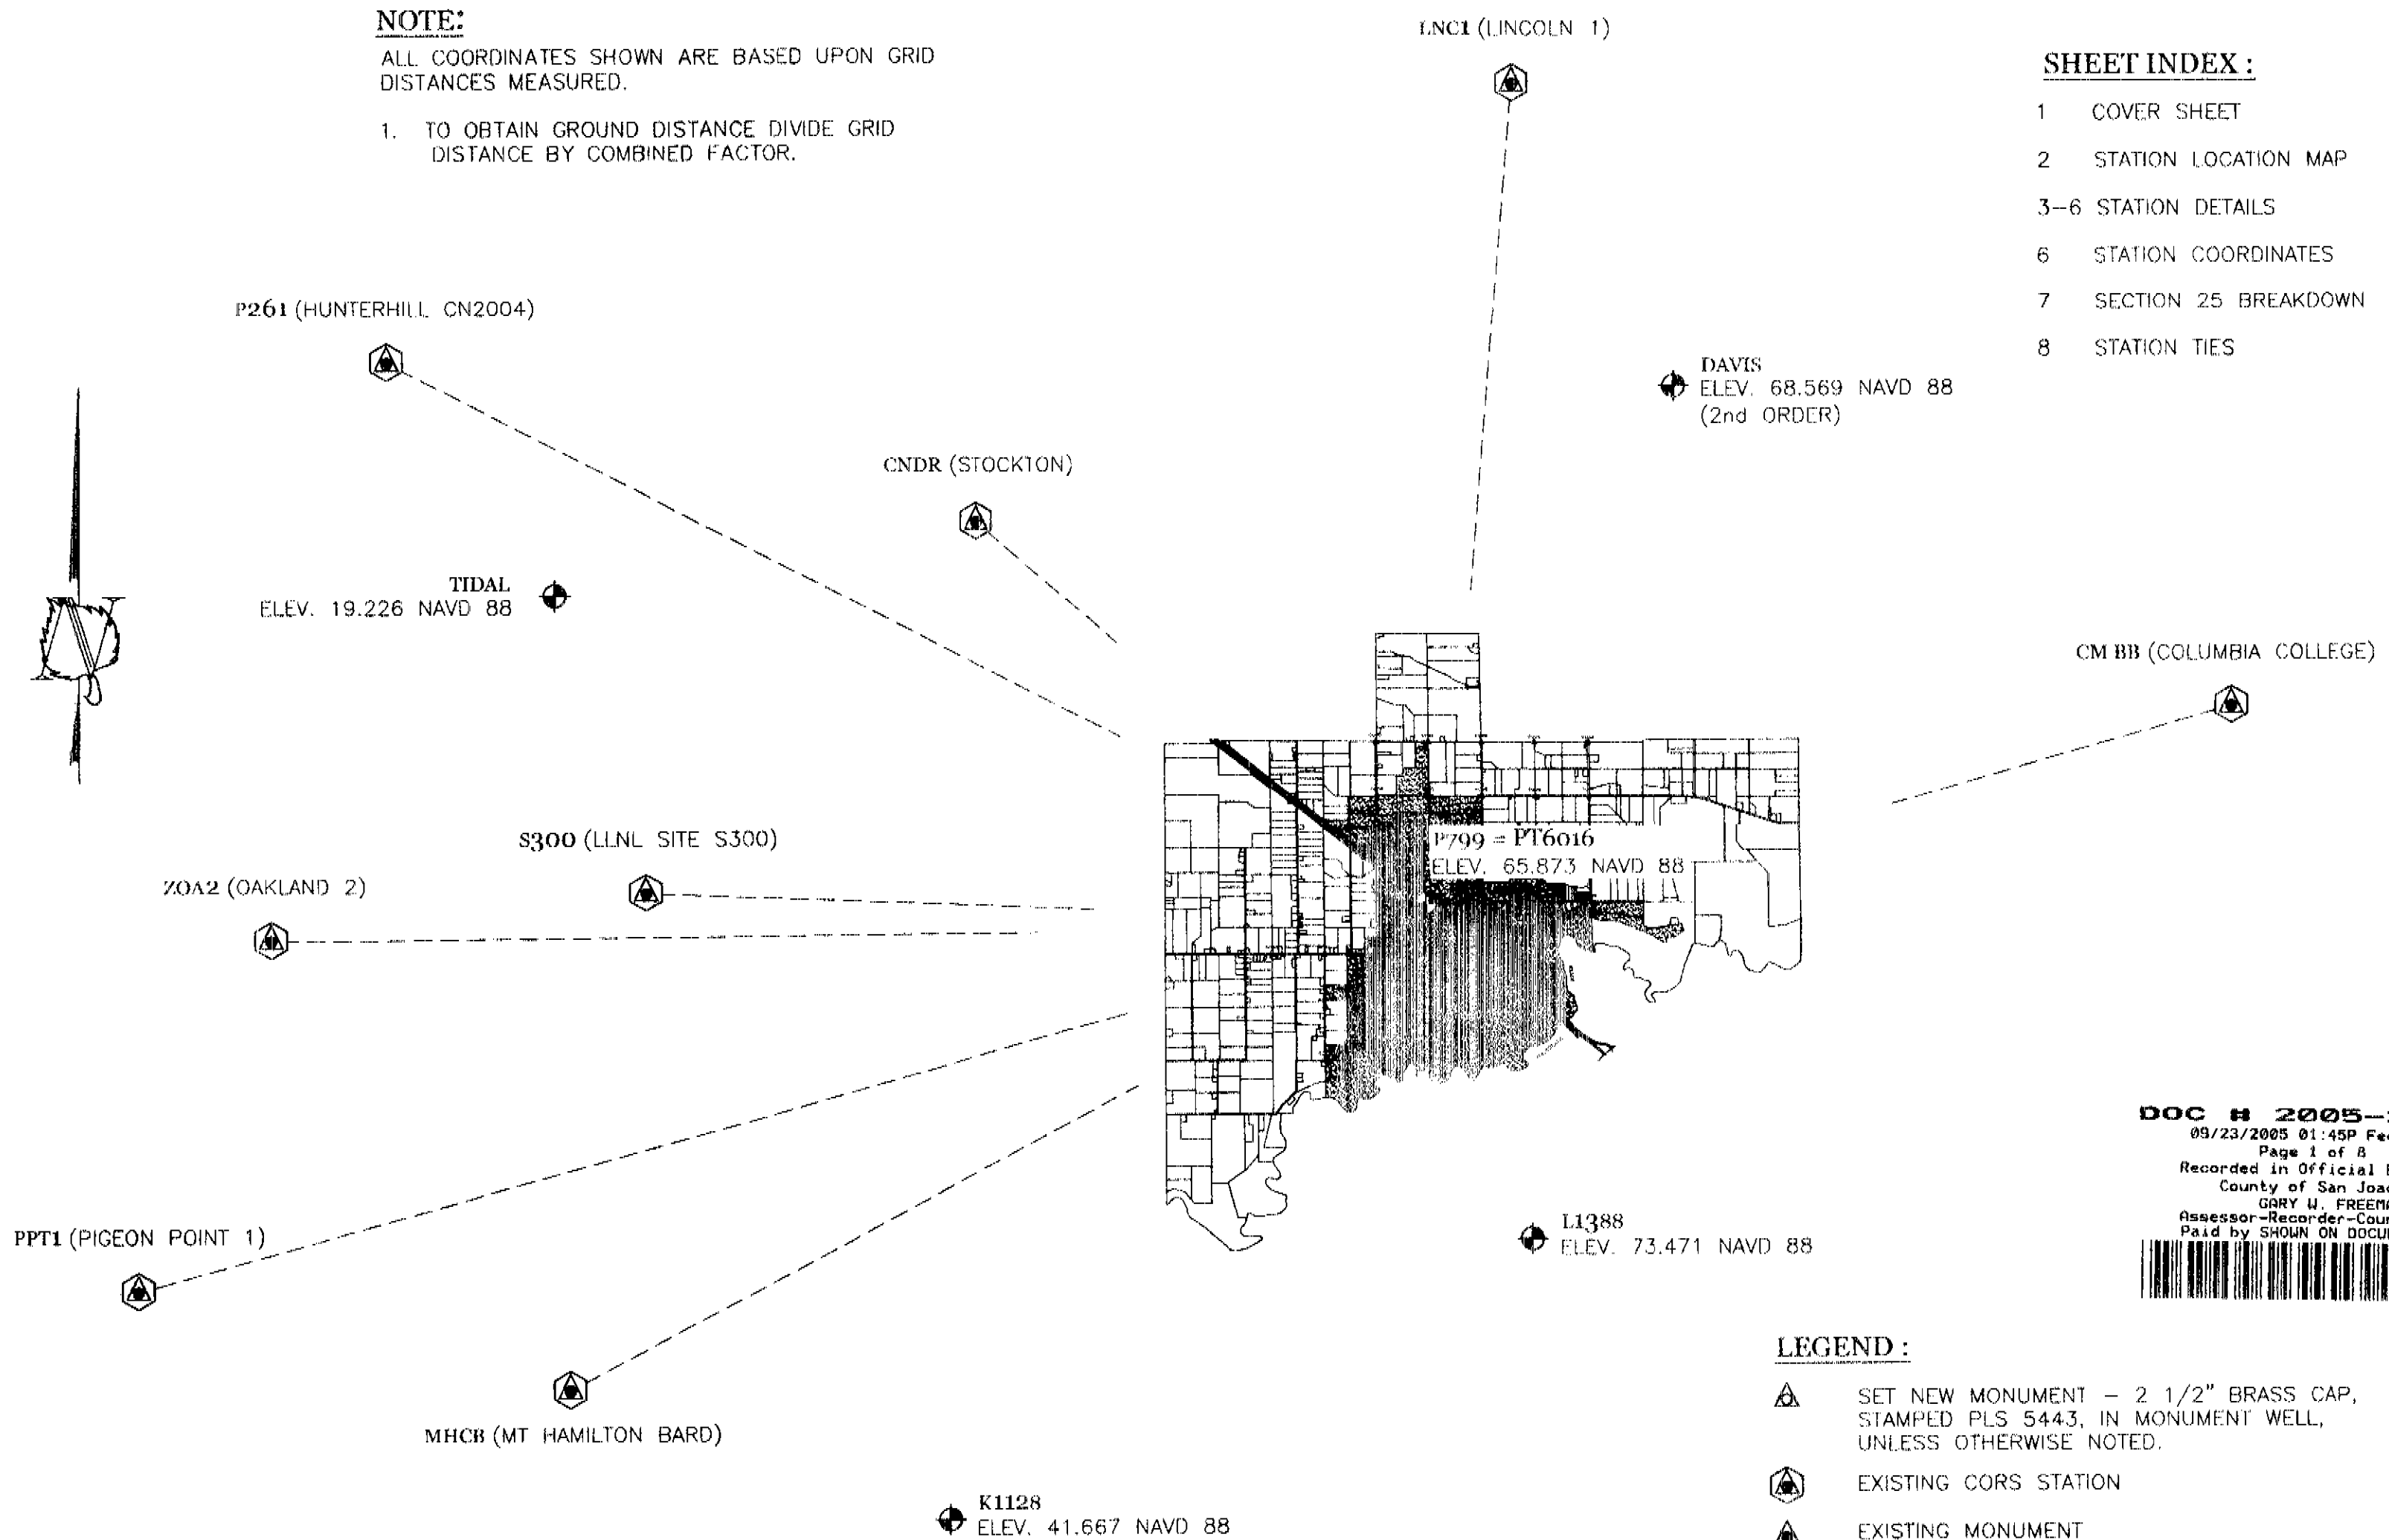 NOTE:
ALL COORDINATES SHOWN ARE BASED UPON GRID
DISTANCES MEASURED.
1. TO OBTAIN GROUND DISTANCE DIVIDE GRID
DISTANCE BY COMBINED FACTOR.
LNC1 (LINCOLN 1)
SHEET INDEX :
1 COVER SHEET
2 STATION LOCATION MAP
3-6 STATION DETAILS
6 STATION COORDINATES
7 SECTION 25 BREAKDOWN
8 STATION TIES
P261 (HUNTERHILL CN2004)
DAVIS
ELEV. 68.569 NAVD 88
(2nd ORDER)
CNDR (STOCKTON)
TIDAL
ELEV. 19.226 NAVD 88
N
CM BB (COLUMBIA COLLEGE)
S300 (LLNL SITE S300)
P799 = PT6016
ELEV. 65.873 NAVD 88
ZOA2 (OAKLAND 2)
DOC # 2005-
09/23/2005 01:45P
Page 1 of 8
Recorded in Official
County of San
GARY W.
Assessor-Recorder-
Paid by SHOWN ON
PPT1 (PIGEON POINT 1)
L1388
ELEV. 73.471 NAVD 88
MHCB (MT HAMILTON BARD)
K1128
ELEV. 41.667 NAVD 88
LEGEND :
SET NEW MONUMENT - 2 1/2" BRASS CAP,
STAMPED PLS 5443, IN MONUMENT WELL,
UNLESS OTHERWISE NOTED.
EXISTING CORS STATION
EXISTING MONUMENT